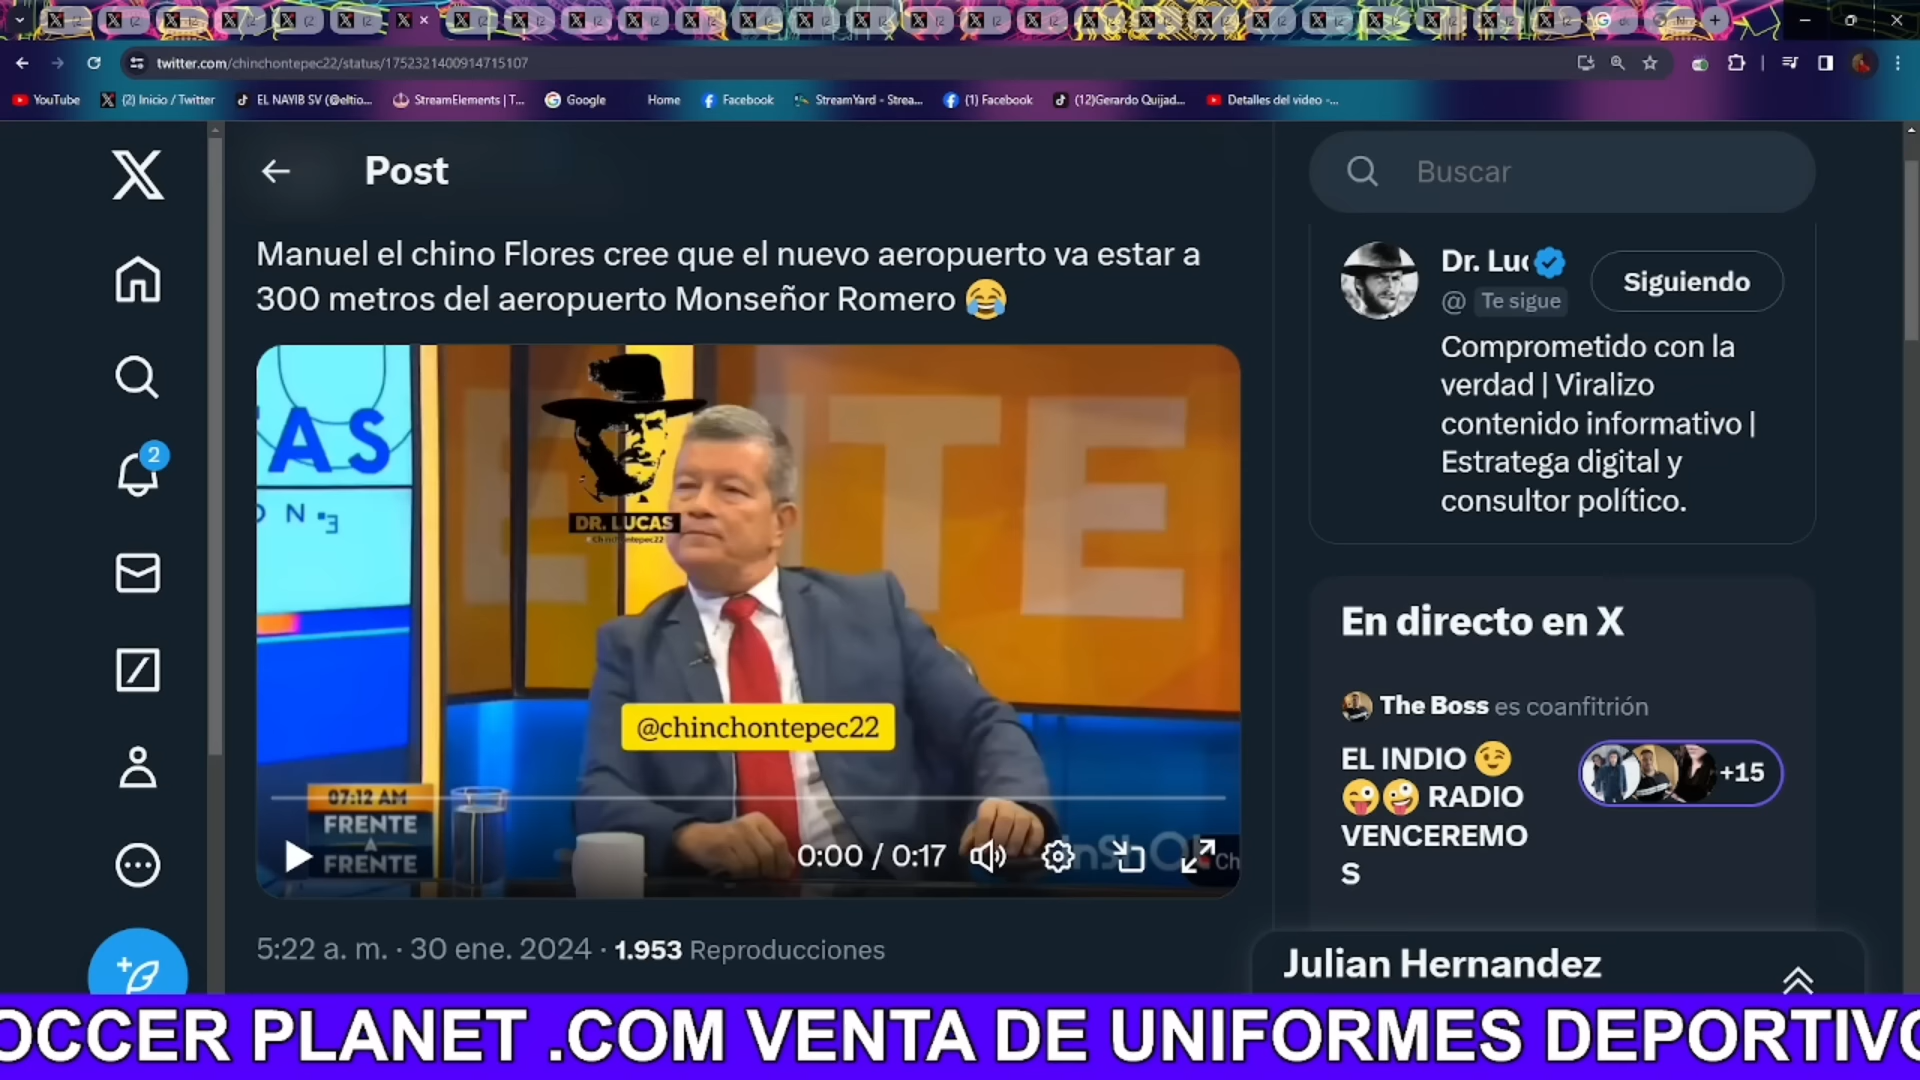 twitter.com/chinchontepec22/status/1752321400914715107
YouTube
(2) Inicio / Twitter
EL NAYIB SV (@eltio...
StreamElements | T...
Google
Home
Facebook
StreamYard - Strea...
(1) Facebook
(12)Gerardo Quijad...
Detalles del video -...
Post
Buscar
Manuel el chino Flores cree que el nuevo aeropuerto va estar a
300 metros del aeropuerto Monseñor Romero 😂
AS
ENTE
DR. LUCAS
@chinchontepec22
07:12 AM
FRENTE
A
FRENTE
0:00 / 0:17
Ch
5:22 a. m. · 30 ene. 2024 · 1.953 Reproducciones
2
Dr. Luc
Siguiendo
@ Te sigue
Comprometido con la
verdad | Viralizo
contenido informativo |
Estratega digital y
consultor político.
En directo en X
The Boss es coanfitrión
EL INDIO 😉
😜🤪 RADIO
VENCEREMO
S
+15
Julian Hernandez
OCCER PLANET .COM VENTA DE UNIFORMES DEPORTIVO